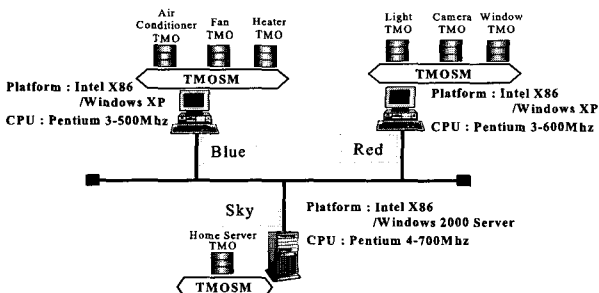 Air
Conditioner
TMO
Fan
TMO
Heater
TMO
TMOSM
Platform : Intel X86
/Windows XP
CPU : Pentium 3-500Mhz
Blue
Light
TMO
Camera
TMO
Window
TMO
TMOSM
Platform : Intel X86
/Windows XP
CPU : Pentium 3-600Mhz
Red
Sky
Home Server
TMO
TMOSM
Platform : Intel X86
/Windows 2000 Server
CPU : Pentium 4-700Mhz